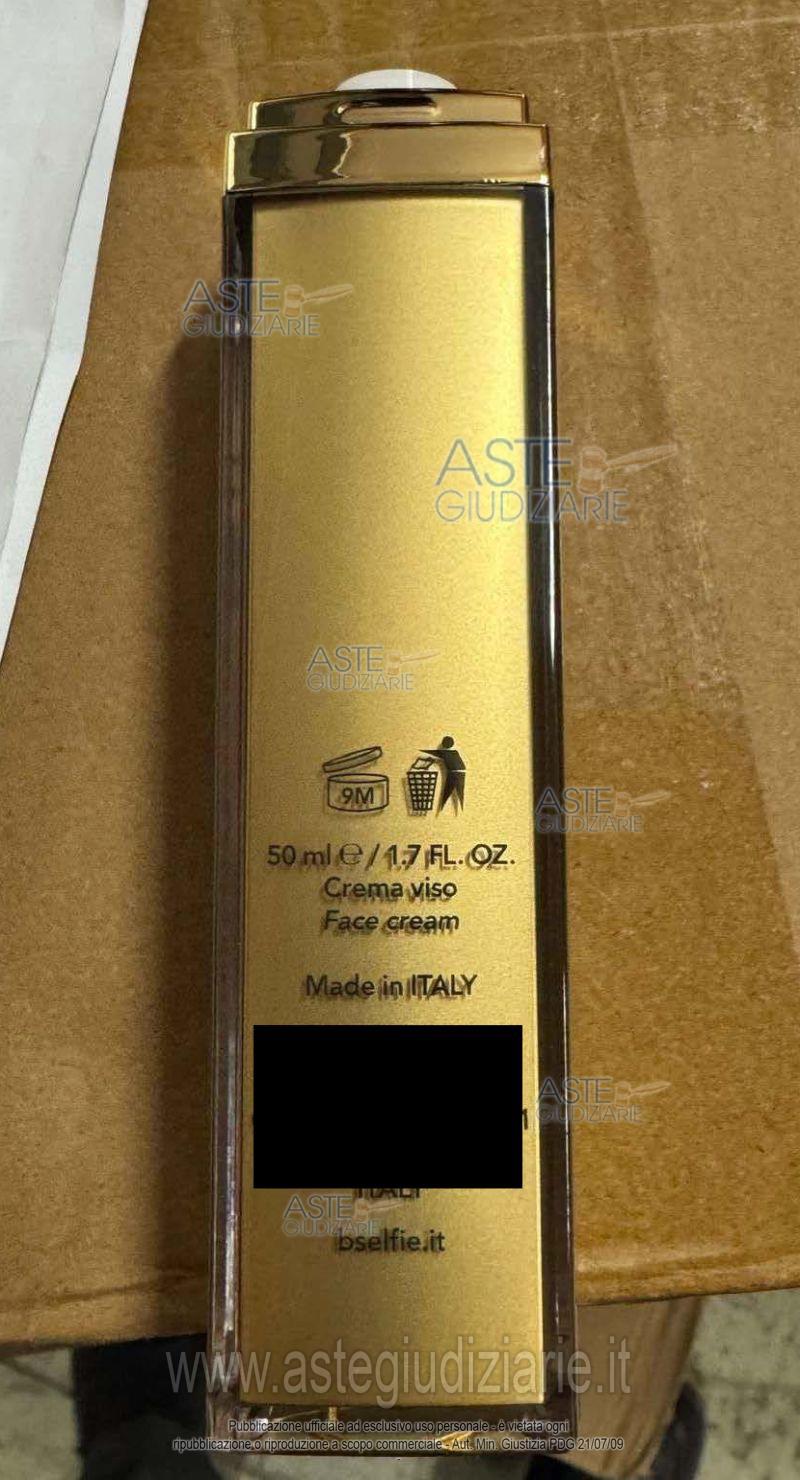 ASTE
GIUDIZIARIE
ASTE
GIUDIZIARIE
ASTE
GIUDIZIARIE
9M
ASTE
GIUDIZIARIE
50 ml ℮ / 1.7 FL. OZ.
Crema viso
Face cream
Made in ITALY
ASTE
GIUDIZIARIE
ITALY
ASTE
GIUDIZIARIE
bselfie.it
www.astegiudiziarie.it
Pubblicazione ufficiale ad esclusivo uso personale - è vietata ogni
ripubblicazione o riproduzione a scopo commerciale - Aut. Min. Giustizia PDG 21/07/09